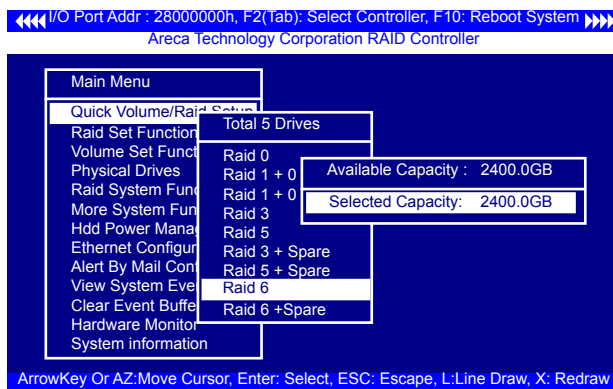 I/O Port Addr : 28000000h, F2(Tab): Select Controller, F10: Reboot System
Areca Technology Corporation RAID Controller
Main Menu
Quick Volume/Raid Setup
Raid Set Function
Volume Set Funct
Physical Drives
Raid System Func
More System Fun
Hdd Power Manag
Ethernet Configur
Alert By Mail Conf
View System Eve
Clear Event Buffe
Hardware Monitor
System information
Total 5 Drives
Raid 0
Raid 1 + 0
Raid 1 + 0
Raid 3
Raid 5
Raid 3 + Spare
Raid 5 + Spare
Raid 6
Raid 6 +Spare
Available Capacity : 2400.0GB
Selected Capacity: 2400.0GB
ArrowKey Or AZ:Move Cursor, Enter: Select, ESC: Escape, L:Line Draw, X: Redraw